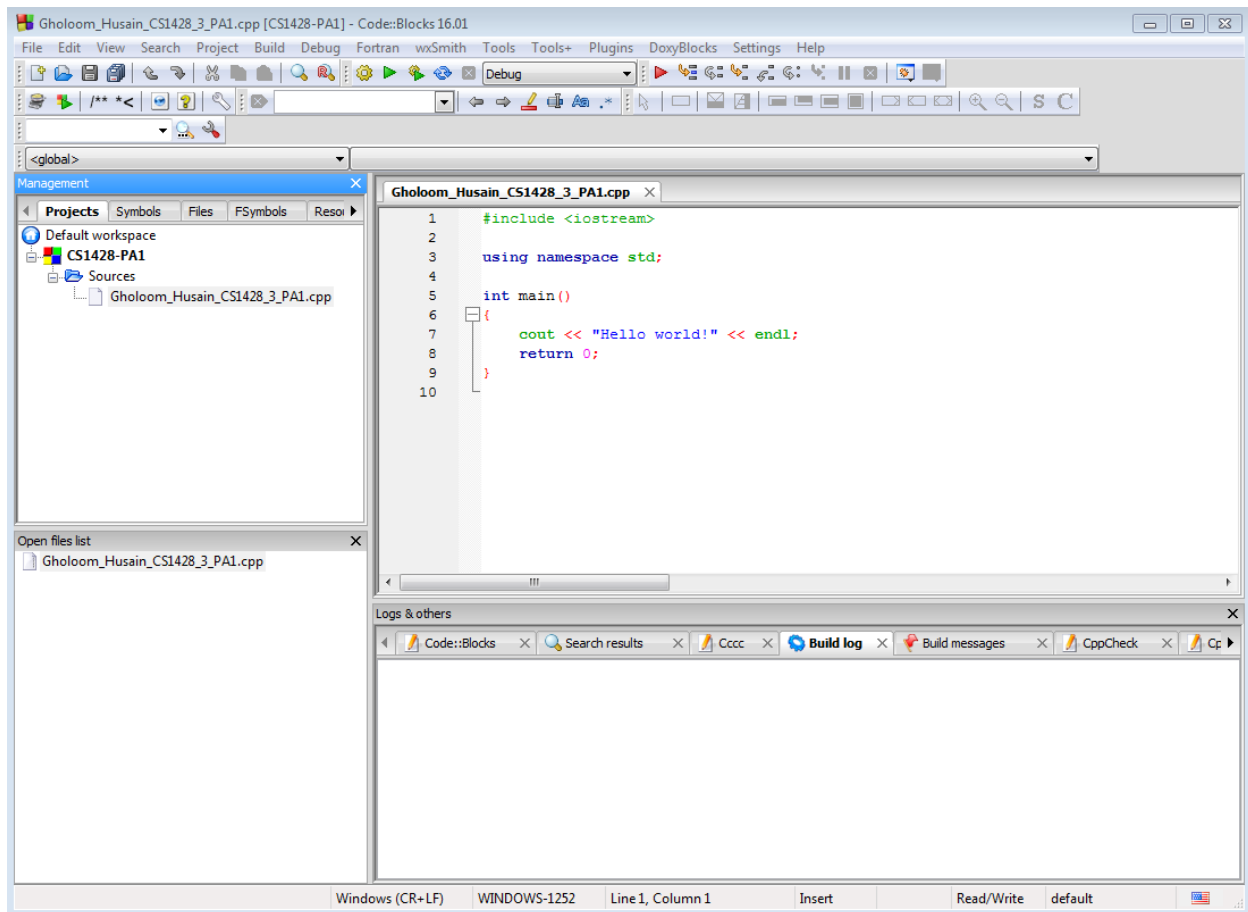 Gholoom_Husain_CS1428_3_PA1.cpp [CS1428-PA1] - Code::Blocks 16.01
File Edit View Search Project Build Debug Fortran wxSmith Tools Tools+ Plugins DoxyBlocks Settings Help
Debug
/** *<
S C
<global>
Management
Projects Symbols Files FSymbols Resou
Default workspace
CS1428-PA1
Sources
Gholoom_Husain_CS1428_3_PA1.cpp
Gholoom_Husain_CS1428_3_PA1.cpp
1 #include <iostream>
2
3 using namespace std;
4
5 int main()
6 {
7 cout << "Hello world!" << endl;
8 return 0;
9 }
10
Open files list
Gholoom_Husain_CS1428_3_PA1.cpp
Logs & others
Code::Blocks Search results Cccc Build log Build messages CppCheck Cp
Windows (CR+LF) WINDOWS-1252 Line 1, Column 1 Insert Read/Write default